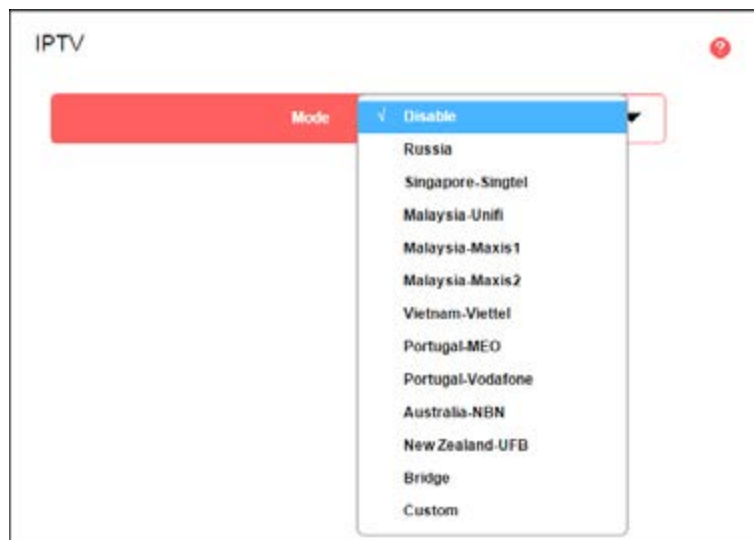 IPTV
?
Mode √ Disable
Russia
Singapore-Singtel
Malaysia-Unifi
Malaysia-Maxis1
Malaysia-Maxis2
Vietnam-Viettel
Portugal-MEO
Portugal-Vodafone
Australia-NBN
New Zealand-UFB
Bridge
Custom